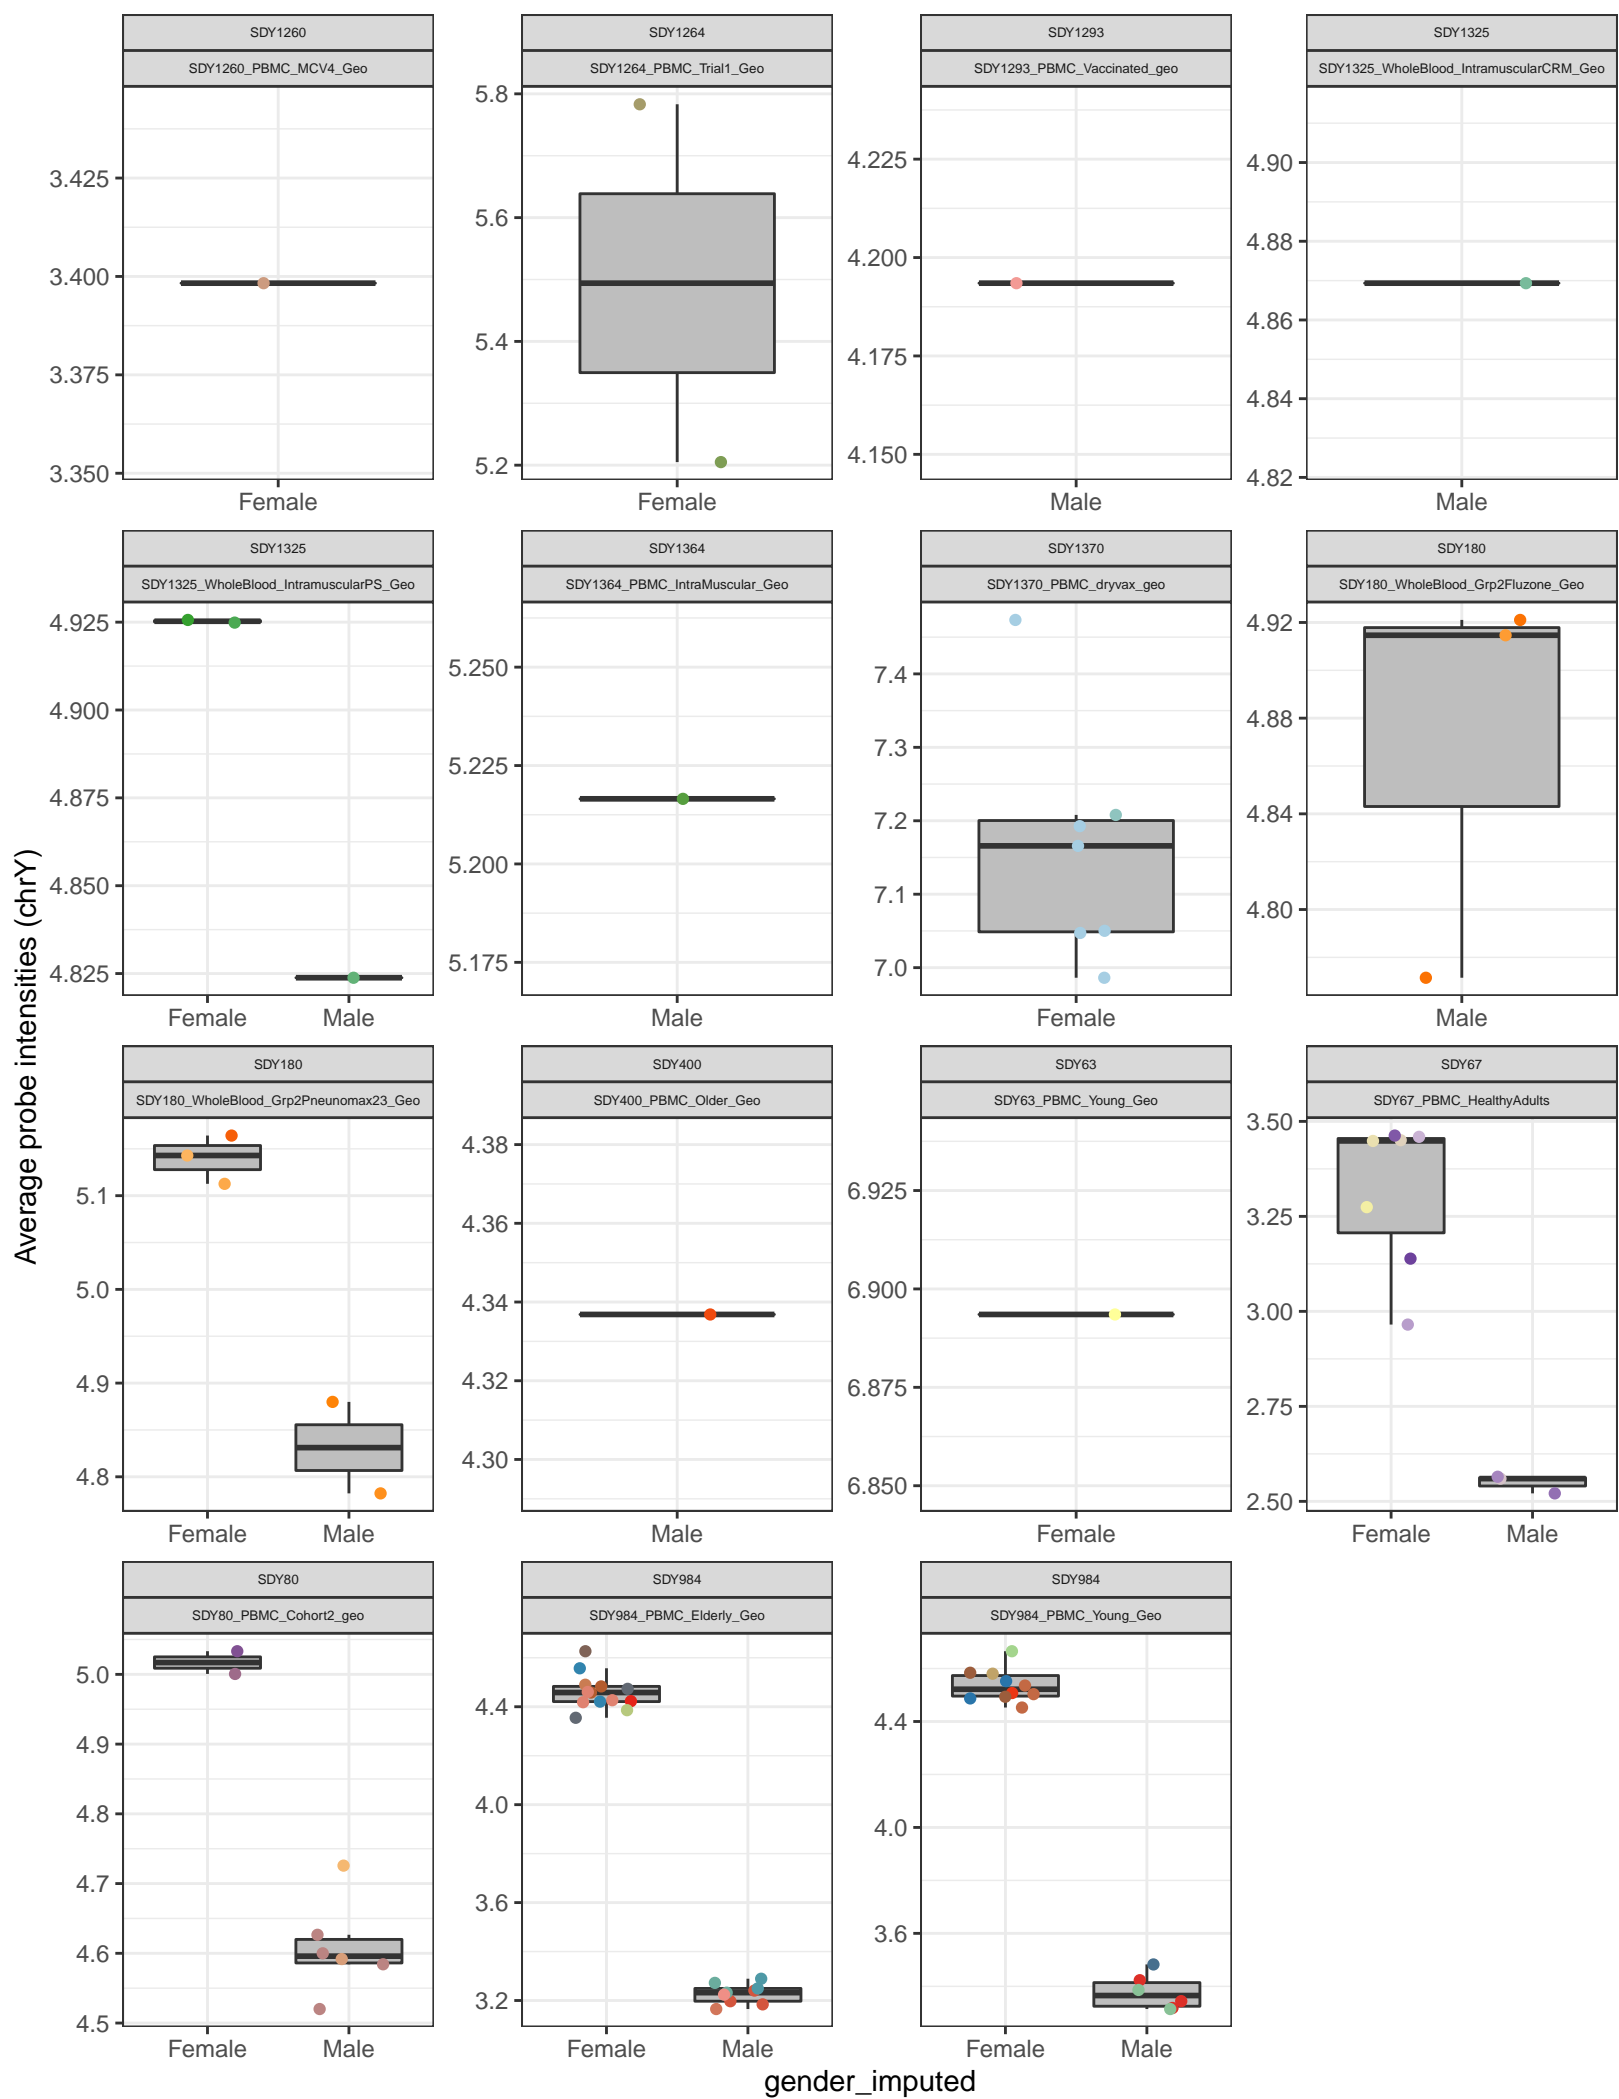 SDY1260
SDY1260_PBMC_MCV4_Geo
3.425
3.400
3.375
3.350
Female
SDY1264
SDY1264_PBMC_Trial1_Geo
5.8
5.6
5.4
5.2
Female
SDY1293
SDY1293_PBMC_Vaccinated_geo
4.225
4.200
4.175
4.150
Male
SDY1325
SDY1325_WholeBlood_IntramuscularCRM_Geo
4.90
4.88
4.86
4.84
4.82
Male
SDY1325
SDY1325_WholeBlood_IntramuscularPS_Geo
4.925
4.900
4.875
4.850
4.825
Female Male
SDY1364
SDY1364_PBMC_IntraMuscular_Geo
5.250
5.225
5.200
5.175
Male
SDY1370
SDY1370_PBMC_dryvax_geo
7.4
7.3
7.2
7.1
7.0
Female
SDY180
SDY180_WholeBlood_Grp2Fluzone_Geo
4.92
4.88
4.84
4.80
Male
Average probe intensities (chrY)
SDY180
SDY180_WholeBlood_Grp2Pneunomax23_Geo
5.1
5.0
4.9
4.8
Female Male
SDY400
SDY400_PBMC_Older_Geo
4.38
4.36
4.34
4.32
4.30
Male
SDY63
SDY63_PBMC_Young_Geo
6.925
6.900
6.875
6.850
Female
SDY67
SDY67_PBMC_HealthyAdults
3.50
3.25
3.00
2.75
2.50
Female Male
SDY80
SDY80_PBMC_Cohort2_geo
5.0
4.9
4.8
4.7
4.6
4.5
Female Male
SDY984
SDY984_PBMC_Elderly_Geo
4.4
4.0
3.6
3.2
Female Male
SDY984
SDY984_PBMC_Young_Geo
4.4
4.0
3.6
Female Male
gender_imputed